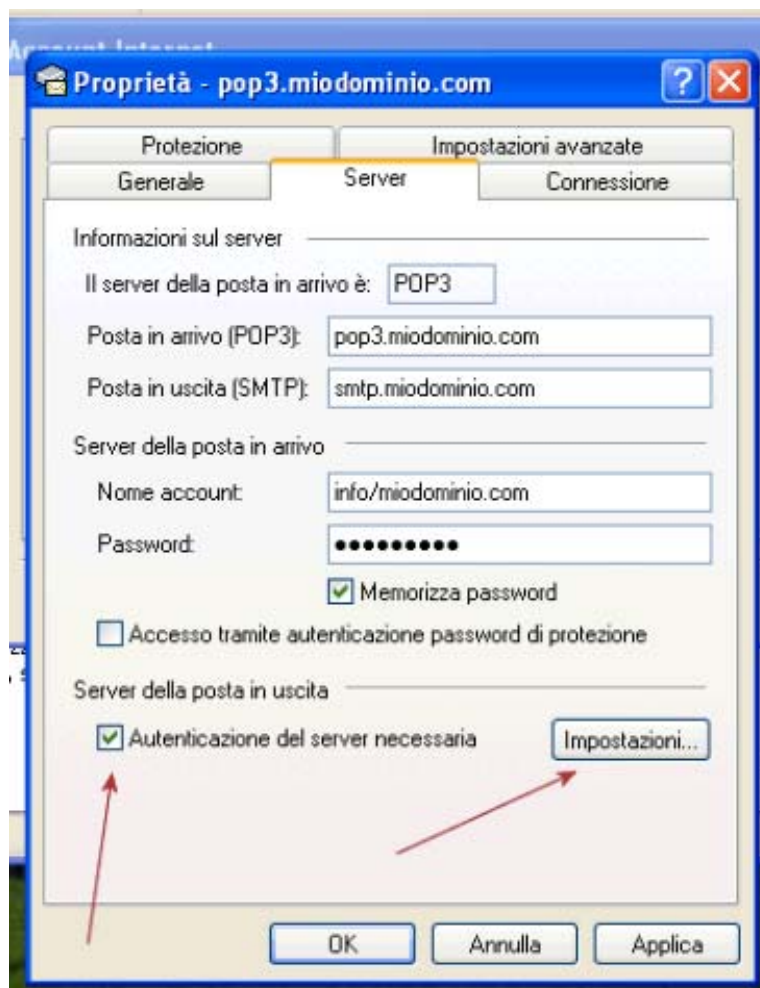 Account Internet
Proprietà - pop3.miodominio.com
Protezione Impostazioni avanzate
Generale Server Connessione
Informazioni sul server
Il server della posta in arrivo è: POP3
Posta in arrivo (POP3): pop3.miodominio.com
Posta in uscita (SMTP): smtp.miodominio.com
Server della posta in arrivo
Nome account: info/miodominio.com
Password: ●●●●●●●●●
Memorizza password
Accesso tramite autenticazione password di protezione
Server della posta in uscita
Autenticazione del server necessaria Impostazioni...
OK Annulla Applica